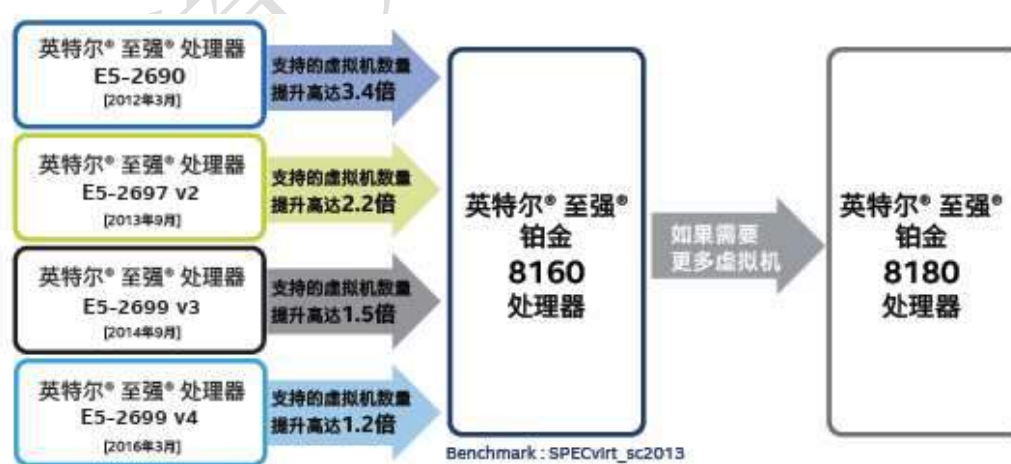 英特尔® 至强® 处理器
E5-2690
[2012年3月]
支持的虚拟机数量
提升高达3.4倍
英特尔® 至强® 处理器
E5-2697 v2
[2013年9月]
支持的虚拟机数量
提升高达2.2倍
英特尔® 至强® 处理器
E5-2699 v3
[2014年9月]
支持的虚拟机数量
提升高达1.5倍
英特尔® 至强® 处理器
E5-2699 v4
[2016年3月]
支持的虚拟机数量
提升高达1.2倍
英特尔® 至强®
铂金
8160
处理器
如果需要
更多虚拟机
英特尔® 至强®
铂金
8180
处理器
Benchmark : SPECvirt_sc2013